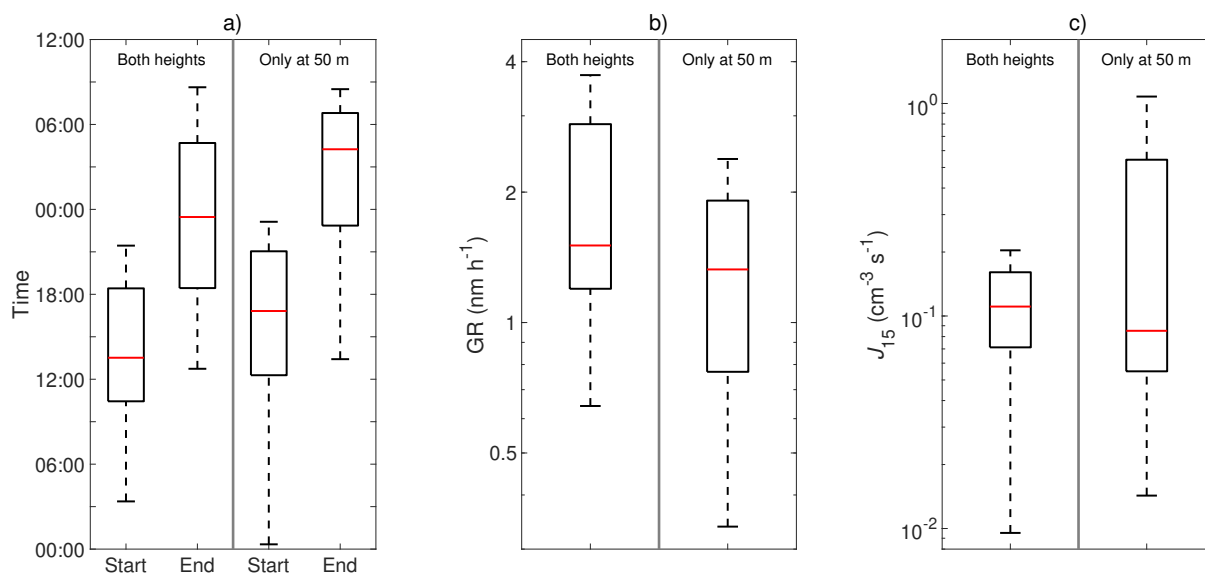 a)
Both heights
Only at 50 m
12:00
06:00
00:00
18:00
12:00
06:00
00:00
Time
Start
End
Start
End
b)
Both heights
Only at 50 m
4
2
1
0.5
GR (nm h⁻¹)
c)
Both heights
Only at 50 m
10⁰
10⁻¹
10⁻²
J₁₅ (cm⁻³ s⁻¹)